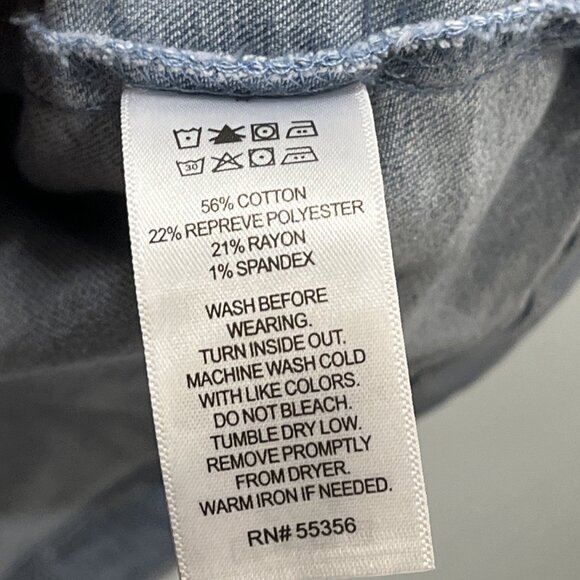 30
56% COTTON
22% REPREVE POLYESTER
21% RAYON
1% SPANDEX
WASH BEFORE
WEARING.
TURN INSIDE OUT.
MACHINE WASH COLD
WITH LIKE COLORS.
DO NOT BLEACH.
TUMBLE DRY LOW.
REMOVE PROMPTLY
FROM DRYER.
WARM IRON IF NEEDED.
RN# 55356